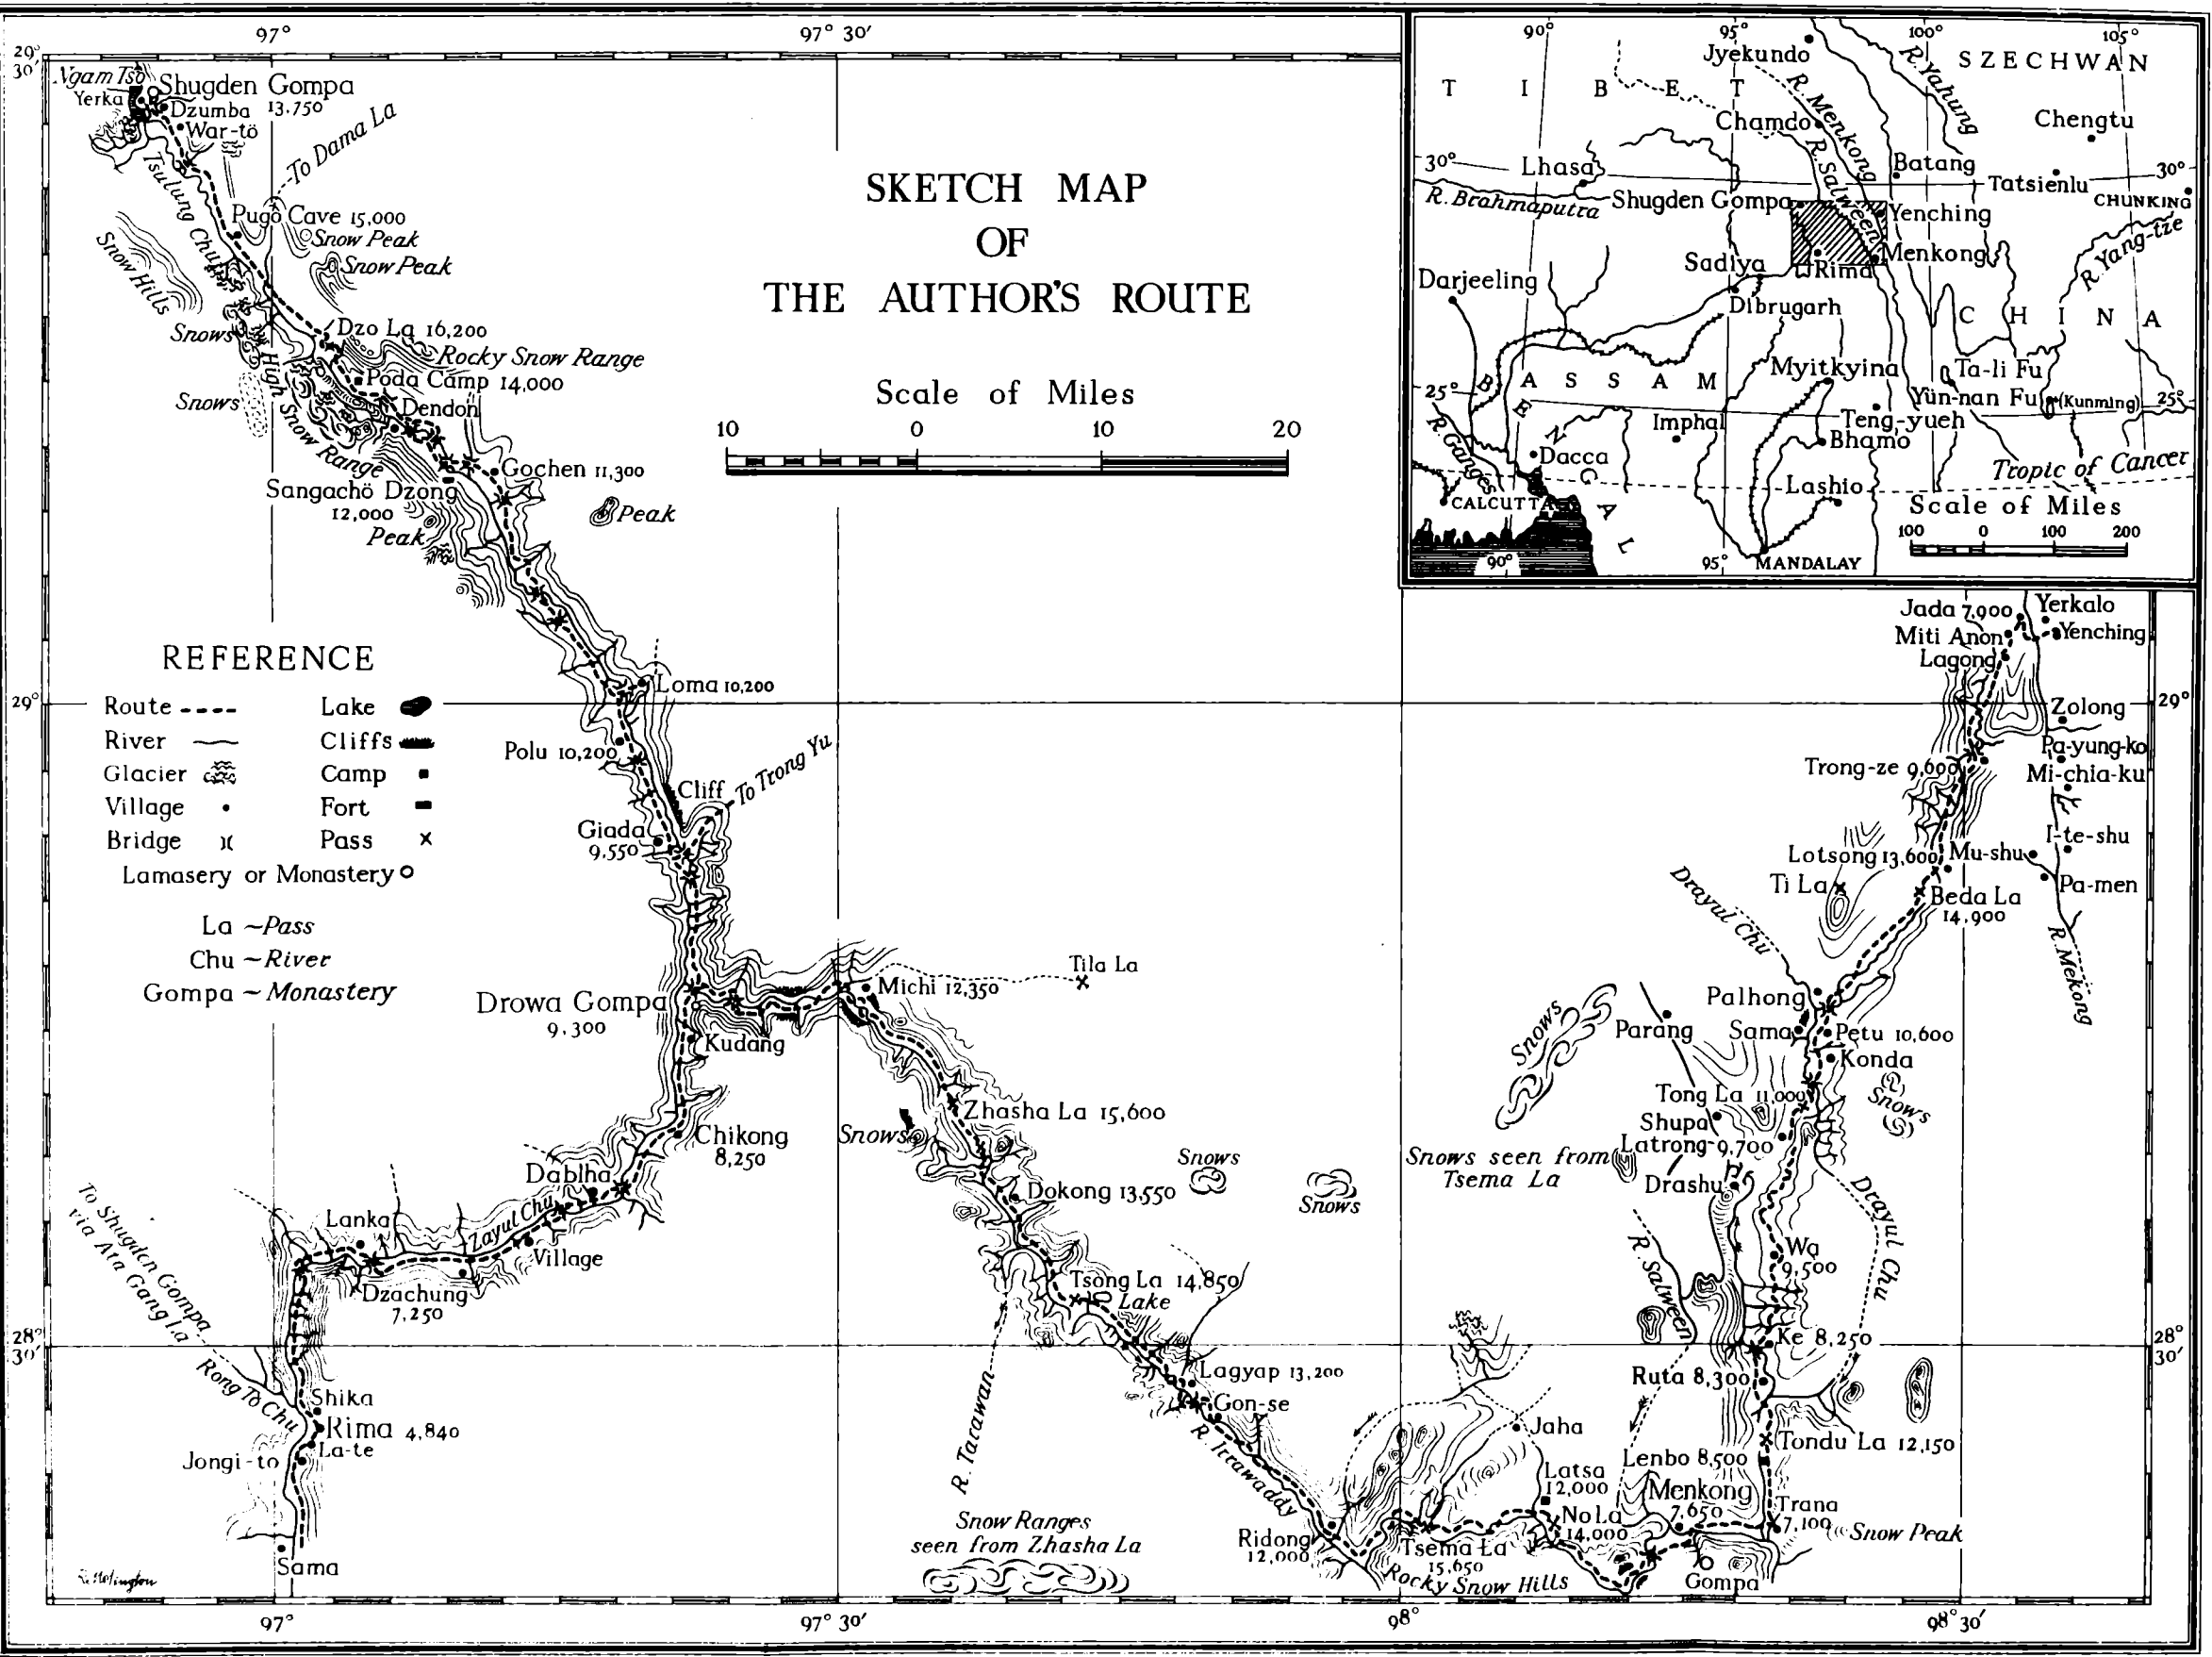 97°
97° 30′
20°
30′
Ngam Tso
Shugden Gompa
13.750
Yerka
Dzumba
War-tö
To Dama La
Tsulung Chu
Pugö Cave 15,000
Snow Peak
Snow Peak
Snow Hills
Snows
Dzo La 16,200
Rocky Snow Range
Poda Camp 14,000
Snows
High Snow Range
Dendon
Gochen 11,300
Sangachö Dzong
12,000
Peak
Peak
SKETCH MAP
OF
THE AUTHOR'S ROUTE
Scale of Miles
10 0 10 20
90° 95° 100° 105°
Jyekundo
R. Yahung
SZECHWAN
TIBET
R. Menkong
Chamdo
Chengtu
R. Salween
30°
Lhasa
Batang
30°
Tatsienlu
R. Brahmaputra
Shugden Gompa
CHUNKING
Yenching
R. Yang-tze
Sadiya
Rima
Menkong
Darjeeling
Dibrugarh
CHINA
25°
BENGAL
ASSAM
Myitkyina
Ta-li Fu
Yün-nan Fu
(Kunming)
25°
R. Ganges
Imphal
Teng-yueh
Bhamo
Dacca
Tropic of Cancer
Lashio
CALCUTTA
Scale of Miles
100 0 100 200
90°
95°
MANDALAY
REFERENCE
Route
Lake
River
Cliffs
Glacier
Camp
Village
Fort
Bridge
Pass
Lamasery or Monastery
La ~ Pass
Chu ~ River
Gompa ~ Monastery
29°
29°
Loma 10,200
Polu 10,200
Cliff
To Trong Yu
Giada
9.550
Drowa Gompa
9.300
Kudang
Michi 12,350
Tila La
Zhasha La 15,600
Snows
Chikong
8,250
Dablha
Zayul Chu
Lanka
Village
Dzachung
7,250
To Shugden Gompa
via Ata Gang La
Rong Tö Chu
Shika
Rima 4,840
La-te
Jongi-to
Sama
28°
30′
Dokong 13.550
Snows
Snows
Tsong La 14,850
Lake
R. Tacawan
Lagyap 13,200
Gon-se
R. Irrawaddy
Snow Ranges
seen from Zhasha La
Ridong
12,000
Tsema La
15,650
Rocky Snow Hills
Jaha
Latsa
12,000
No La
14,000
Menkong
7,650
Gompa
Trana
7,100
Snow Peak
Lenbo 8,500
Tondu La 12,150
Ruta 8,300
Ke 8,250
28°
30′
R. Salween
Wa
9,500
Drayul Chu
Snows seen from
Tsema La
Drashu
Latrong 9,700
Shupa
Tong La 11,000
Snows
Snows
Konda
Petu 10,600
Sama
Palhong
Parang
Drayul Chu
Beda La
14,900
Ti La
Lotsong 13,600
Mu-shu
Pa-men
I-te-shu
R. Mekong
Trong-ze 9,600
Mi-chia-ku
Pa-yung-ko
Zolong
Lagong
Miti Anon
Jada 7,900
Yerkalo
Yenching
97°
97° 30′
98°
98° 30′